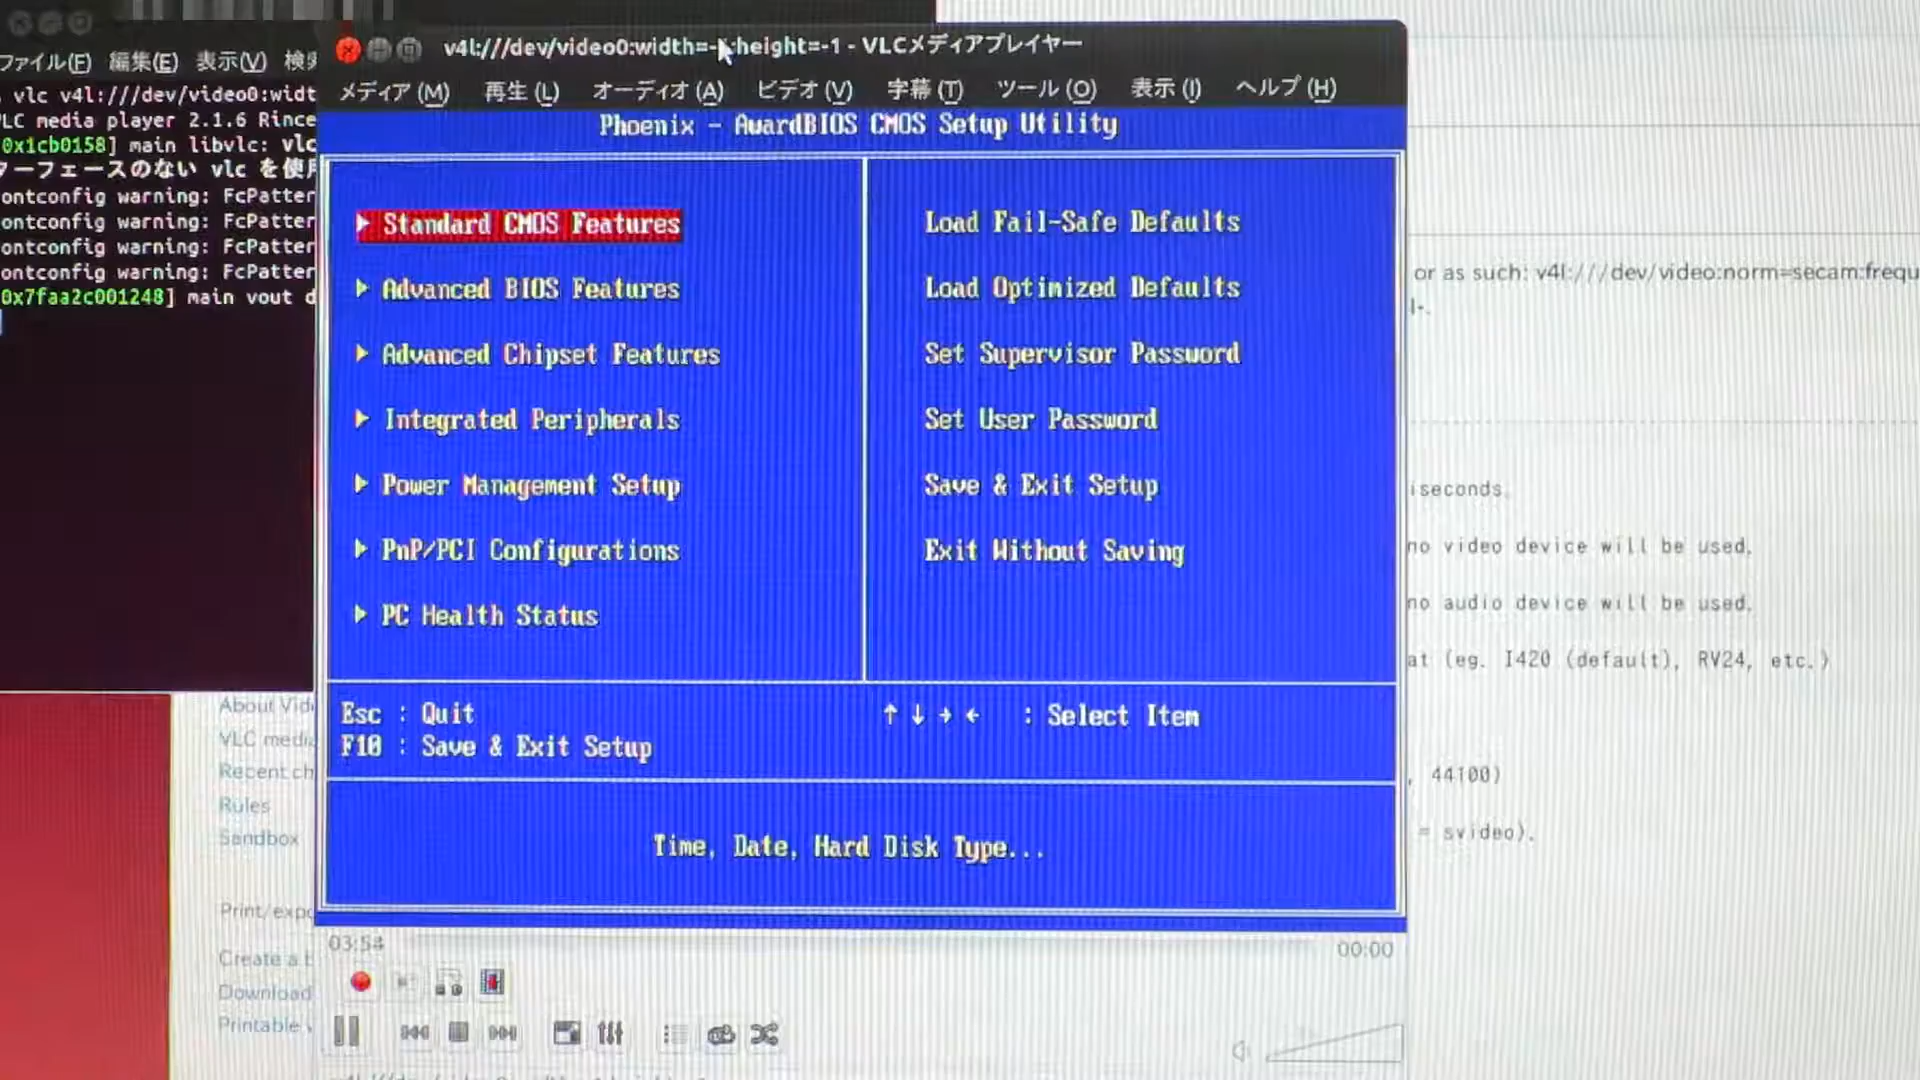 ファイル(F) 編集(E) 表示(V) 検索
vlc v4l:///dev/video0:widt
VLC media player 2.1.6 Rince
0x1cb0158] main libvlc: vlc
ターフェースのない vlc を使用
ontconfig warning: FcPatter
ontconfig warning: FcPatter
ontconfig warning: FcPatter
ontconfig warning: FcPatter
0x7faa2c001248] main vout d
v4l:///dev/video0:width=- height=-1 - VLCメディアプレイヤー
メディア (M) 再生 (L) オーディオ (A) ビデオ (V) 字幕 (T) ツール (O) 表示 (I) ヘルプ (H)
Phoenix - AwardBIOS CMOS Setup Utility
Standard CMOS Features
Advanced BIOS Features
Advanced Chipset Features
Integrated Peripherals
Power Management Setup
PnP/PCI Configurations
PC Health Status
Load Fail-Safe Defaults
Load Optimized Defaults
Set Supervisor Password
Set User Password
Save & Exit Setup
Exit Without Saving
Esc : Quit
F10 : Save & Exit Setup
↑ ↓ → ← : Select Item
Time, Date, Hard Disk Type...
03:54
00:00
or as such: v4l:///dev/video:norm=secam:frequ
iseconds.
no video device will be used.
no audio device will be used.
at (eg. I420 (default), RV24, etc.)
, 44100)
= svideo).
About Vide
VLC media
Recent ch
Rules
Sandbox
Print/expo
Create a b
Download
Printable v